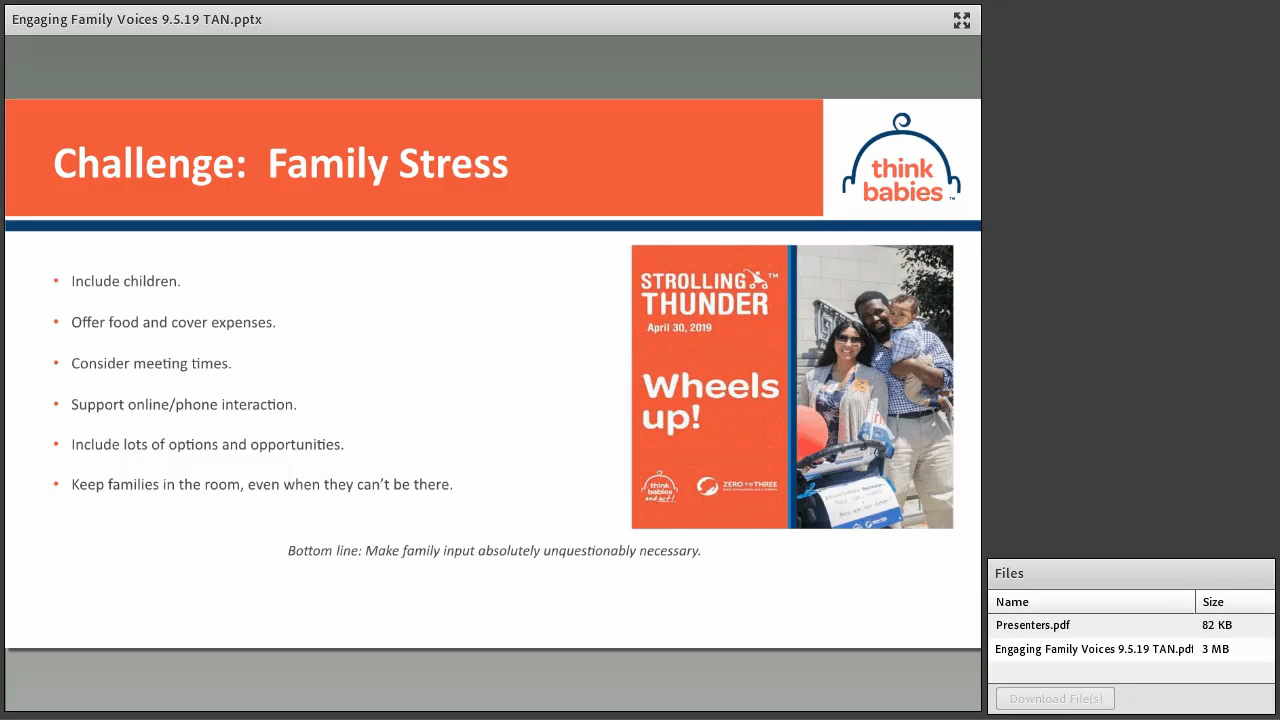 Engaging Family Voices 9.5.19 TAN.pptx
Challenge:  Family Stress
think
babies ™
• Include children.
• Offer food and cover expenses.
• Consider meeting times.
• Support online/phone interaction.
• Include lots of options and opportunities.
• Keep families in the room, even when they can’t be there.
Bottom line: Make family input absolutely unquestionably necessary.
STROLLING ™
THUNDER
April 30, 2019
Wheels
up!
think
babies
and act!
ZERO TO THREE
Files
Name Size
Presenters.pdf 82 KB
Engaging Family Voices 9.5.19 TAN.pdf 3 MB
Download File(s)